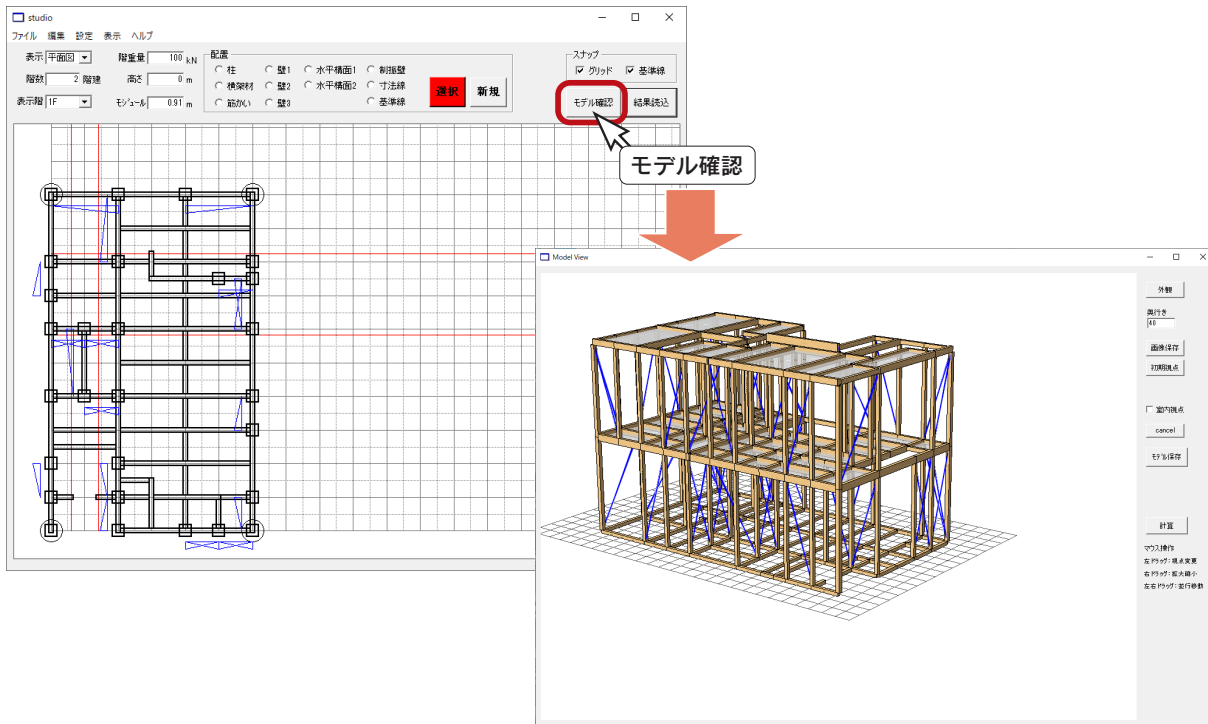 studio
ファイル 編集 設定 表示 ヘルプ
表示 平面図 階重量 100 kN
階数 2 階建 高さ 0 m
表示階 1F モジュール 0.91 m
配置
柱 壁1 水平構面1 制振壁
横架材 壁2 水平構面2 寸法線
筋かい 壁3 基準線
選択 新規
スナップ
グリッド 基準線
モデル確認 結果読込
モデル確認
Model View
外観
奥行き
40
画像保存
初期視点
室内視点
cancel
モデル保存
計算
マウス操作
左ドラッグ:視点変更
右ドラッグ:拡大縮小
左右ドラッグ:並行移動